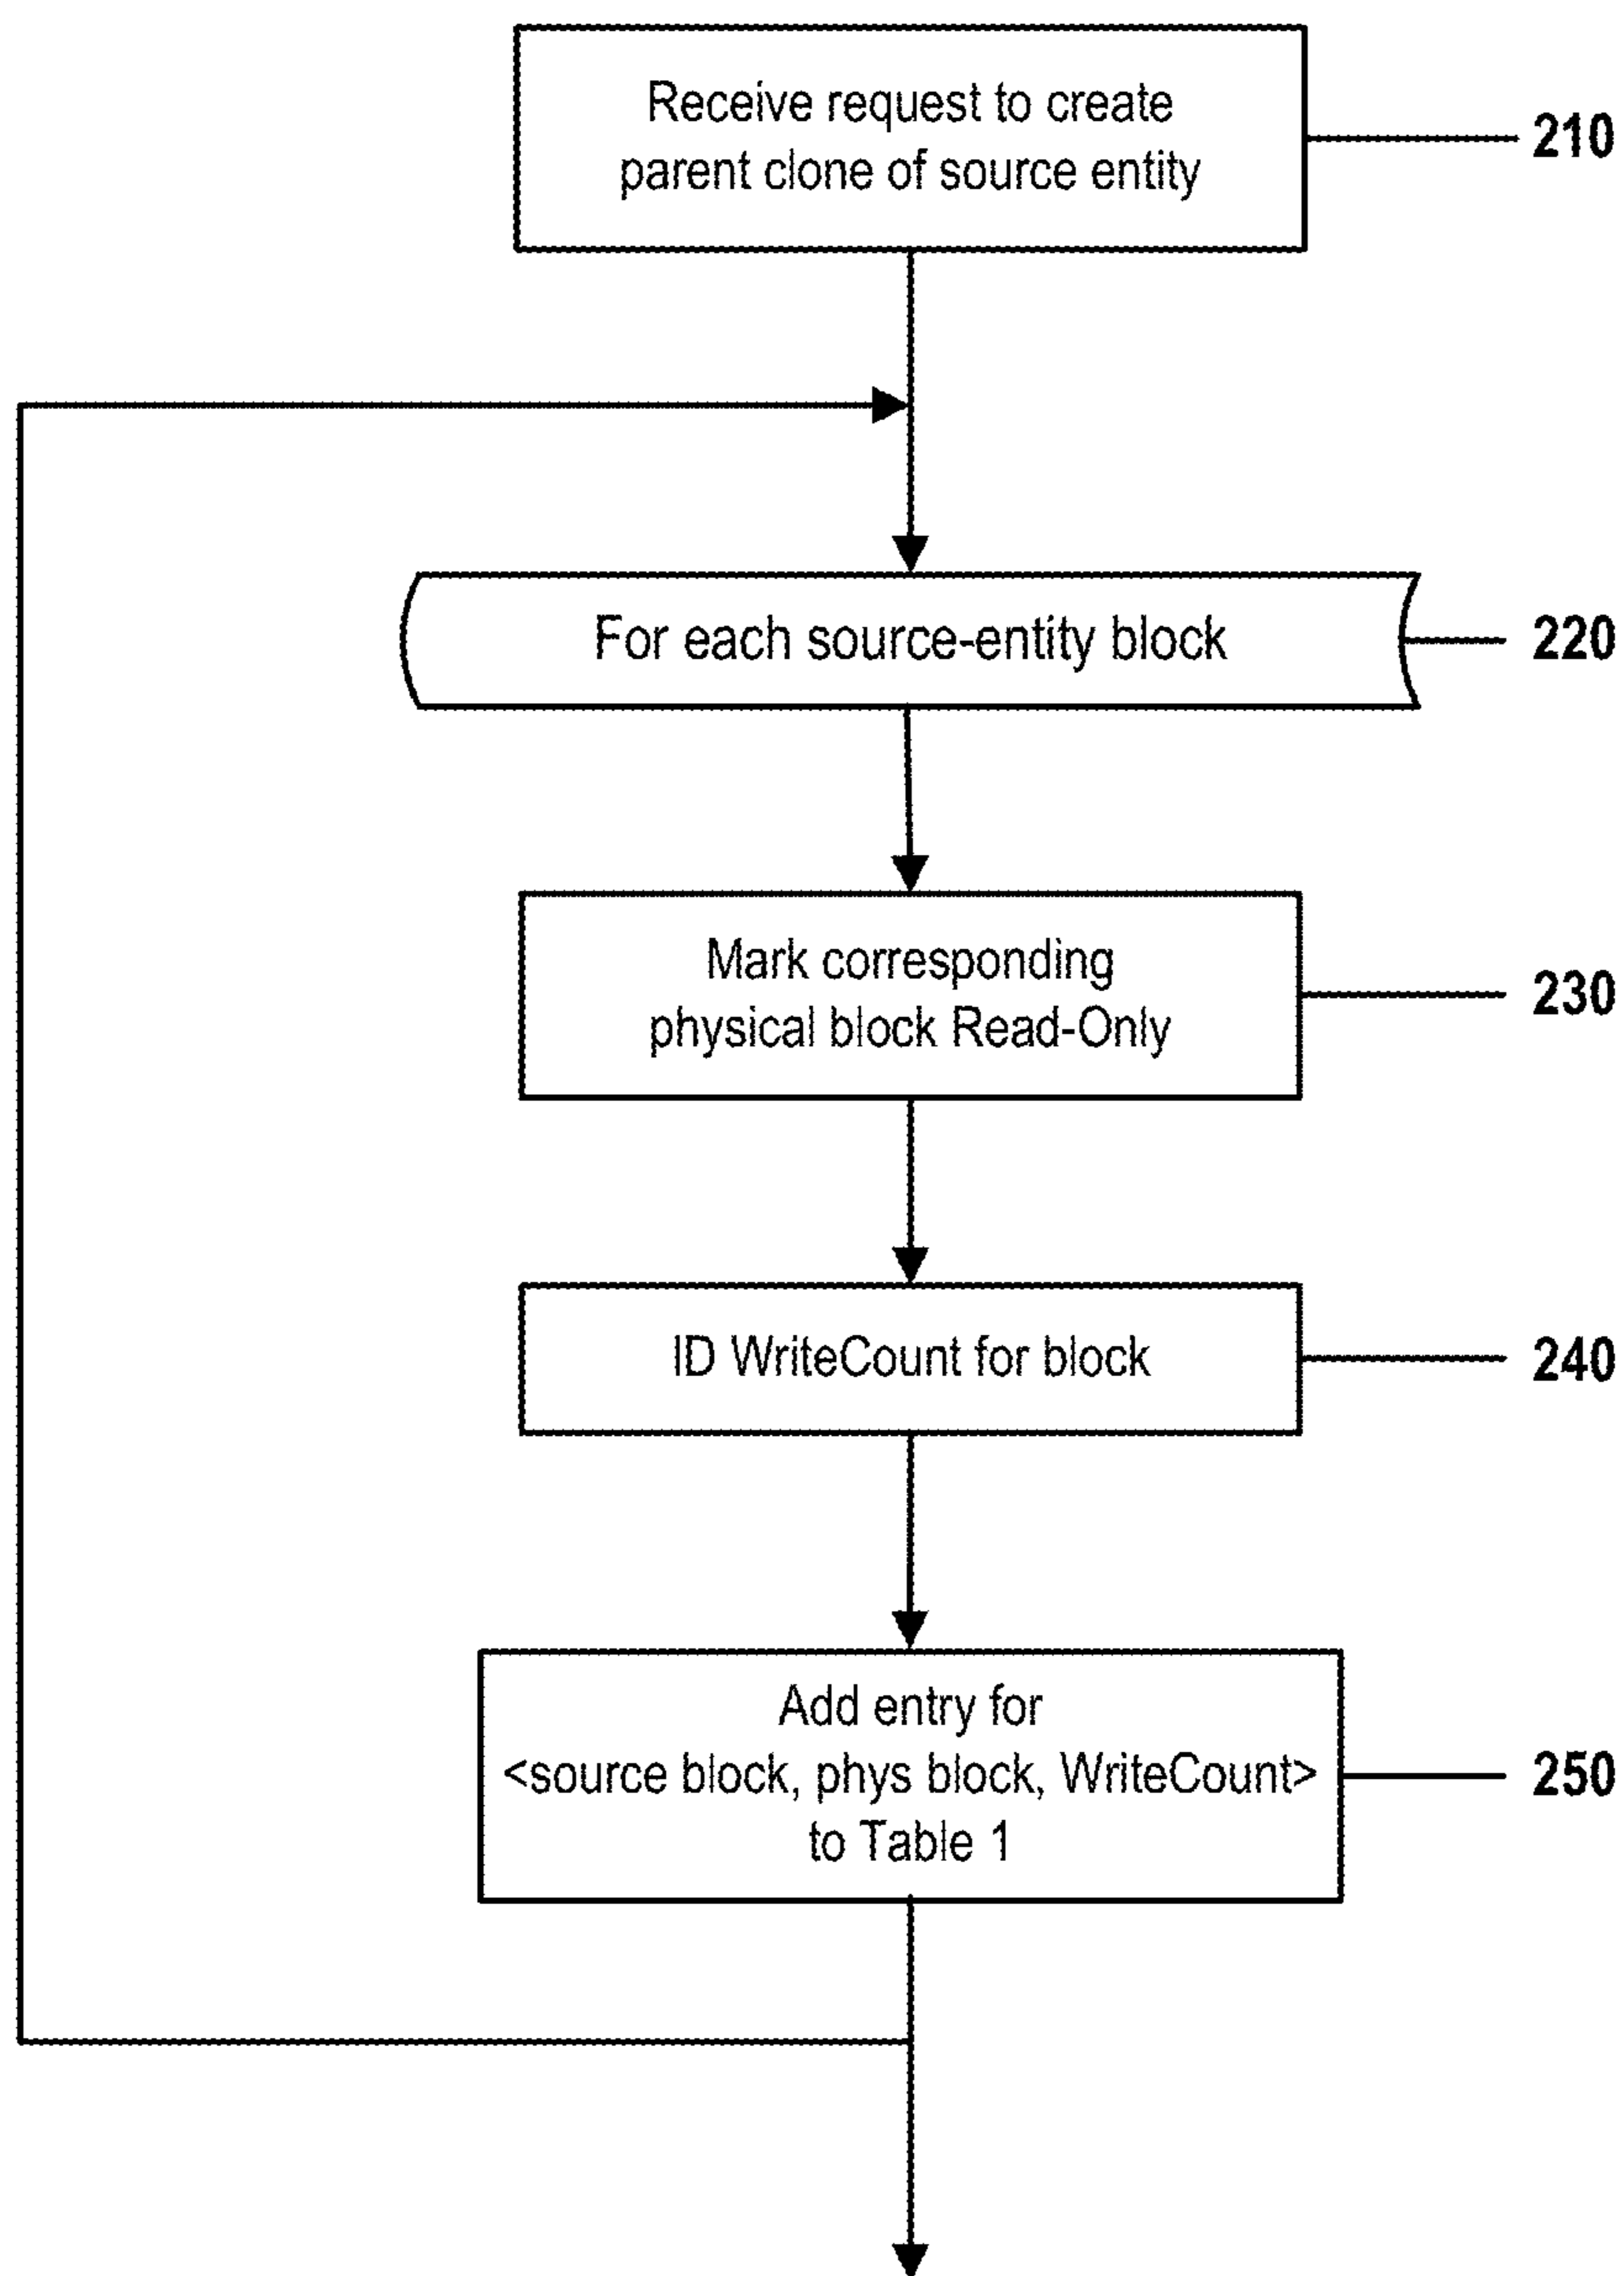 Receive request to create
parent clone of source entity
210
For each source-entity block
220
Mark corresponding
physical block Read-Only
230
ID WriteCount for block
240
Add entry for
<source block, phys block, WriteCount>
to Table 1
250